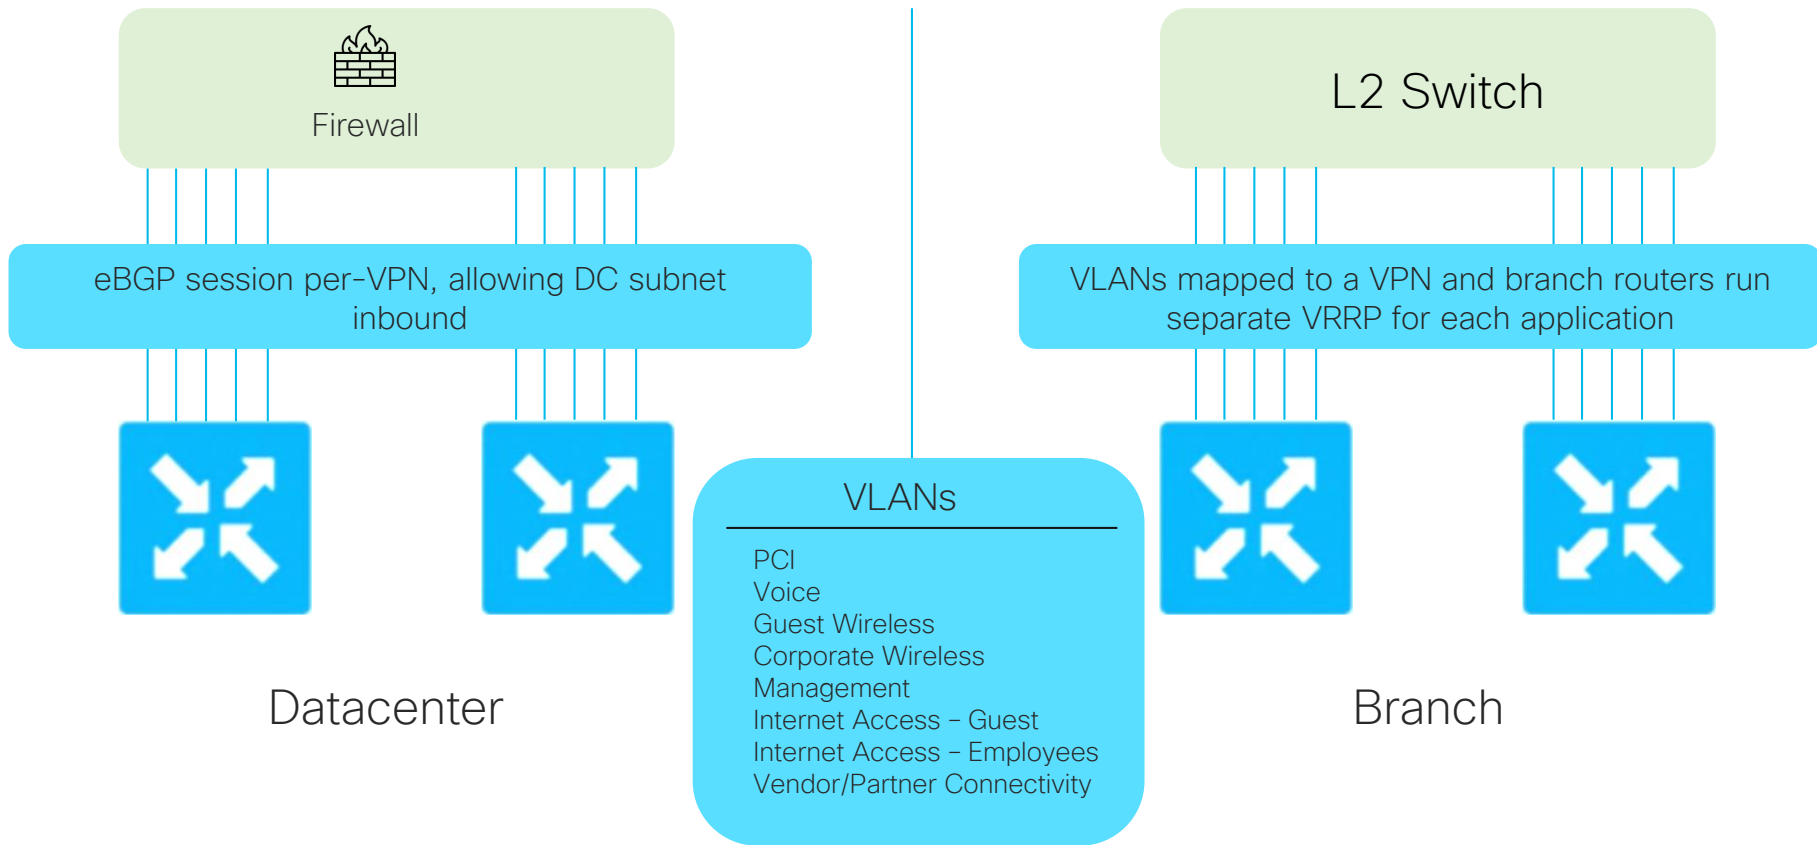 Firewall
eBGP session per-VPN, allowing DC subnet
inbound
Datacenter
L2 Switch
VLANs mapped to a VPN and branch routers run
separate VRRP for each application
Branch
VLANs
PCI
Voice
Guest Wireless
Corporate Wireless
Management
Internet Access – Guest
Internet Access – Employees
Vendor/Partner Connectivity